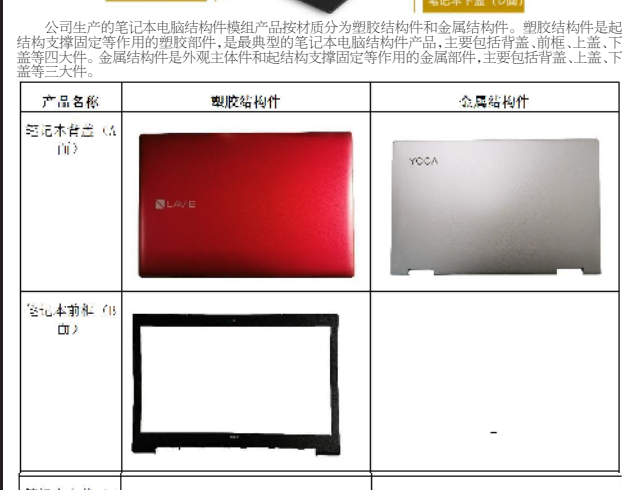 笔记本下盖（D面）
公司生产的笔记本电脑结构件模组产品按材质分为塑胶结构件和金属结构件。塑胶结构件是起
结构支撑固定等作用的塑胶部件，是最典型的笔记本电脑结构件产品，主要包括背盖、前框、上盖、下
盖等四大件。金属结构件是外观主体件和起结构支撑固定等作用的金属部件，主要包括背盖、上盖、下
盖等三大件。
产品名称 塑胶结构件 金属结构件
笔记本背盖（A
面）
LAVIE
YOGA
笔记本前框（B
面）
-